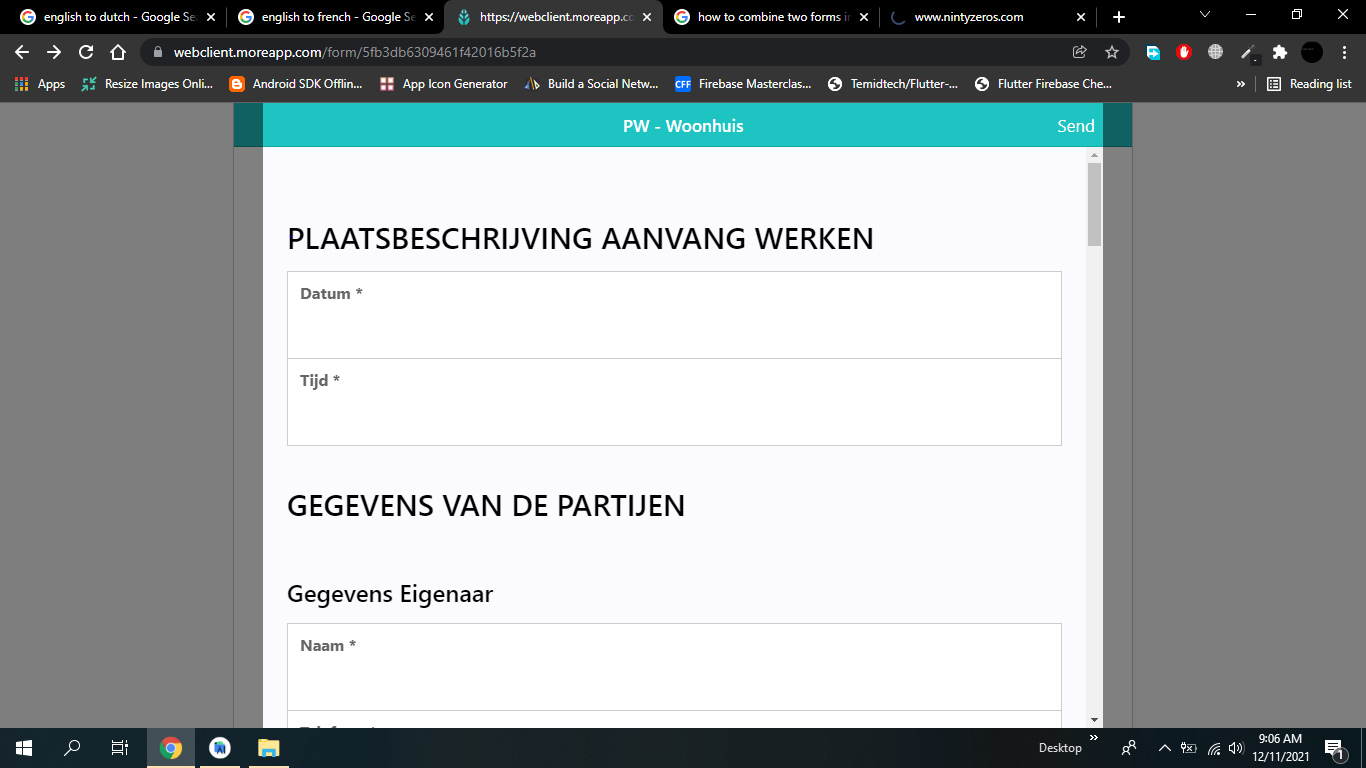 english to dutch - Google Se
english to french - Google Se
https://webclient.moreapp.co
how to combine two forms i
www.nintyzeros.com
webclient.moreapp.com/form/5fb3db6309461f42016b5f2a
Apps
Resize Images Onli...
Android SDK Offlin...
App Icon Generator
Build a Social Netw...
CFF
Firebase Masterclas...
Temidtech/Flutter-...
Flutter Firebase Che...
»
Reading list
PW - Woonhuis
Send
PLAATSBESCHRIJVING AANVANG WERKEN
Datum *
Tijd *
GEGEVENS VAN DE PARTIJEN
Gegevens Eigenaar
Naam *
Desktop
»
9:06 AM
12/11/2021
1